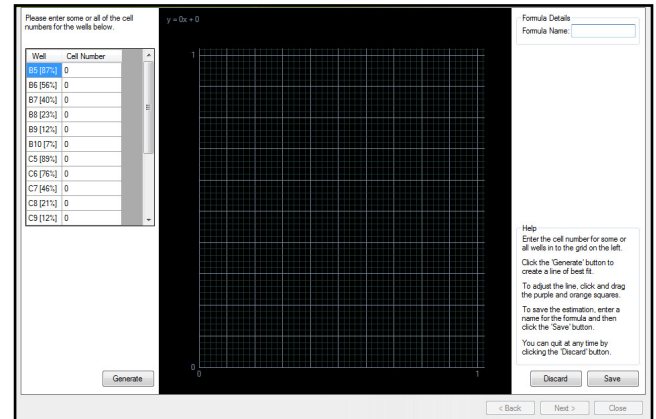 Please enter some or all of the cell
numbers for the wells below.
Well Cell Number
B5 [87%] 0
B6 [56%] 0
B7 [40%] 0
B8 [23%] 0
B9 [12%] 0
B10 [7%] 0
C5 [89%] 0
C6 [76%] 0
C7 [46%] 0
C8 [21%] 0
C9 [12%] 0
Generate
y = 0x + 0
1
0
0
1
Formula Details
Formula Name:
Help
Enter the cell number for some or
all wells in to the grid on the left.
Click the 'Generate' button to
create a line of best fit.
To adjust the line, click and drag
the purple and orange squares.
To save the estimation, enter a
name for the formula and then
click the 'Save' button.
You can quit at any time by
clicking the 'Discard' button.
Discard Save
< Back Next > Close